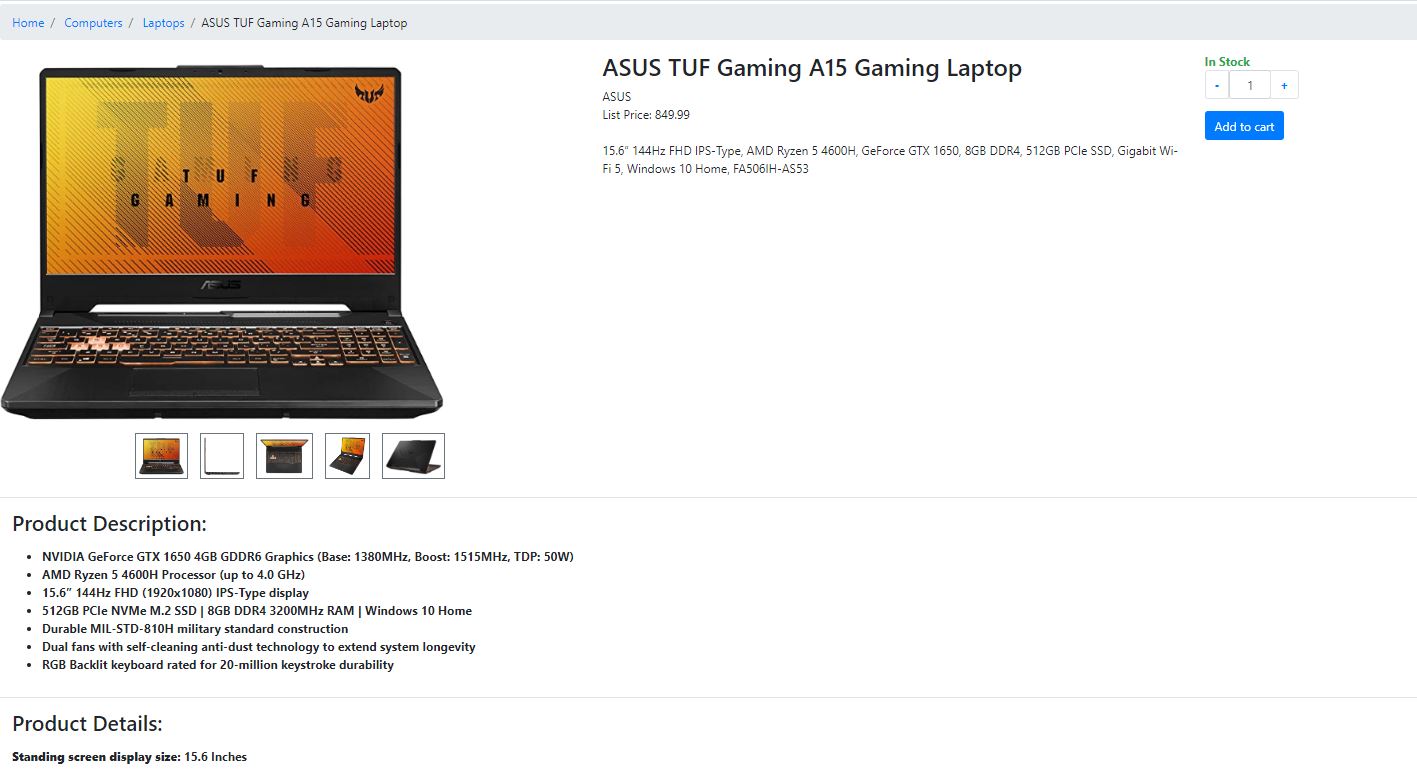 Home / Computers / Laptops / ASUS TUF Gaming A15 Gaming Laptop
TUF
TUF
GAMING
ASUS
ASUS TUF Gaming A15 Gaming Laptop
ASUS
List Price: 849.99
15.6” 144Hz FHD IPS-Type, AMD Ryzen 5 4600H, GeForce GTX 1650, 8GB DDR4, 512GB PCIe SSD, Gigabit Wi-
Fi 5, Windows 10 Home, FA506IH-AS53
In Stock
- 1 +
Add to cart
Product Description:
• NVIDIA GeForce GTX 1650 4GB GDDR6 Graphics (Base: 1380MHz, Boost: 1515MHz, TDP: 50W)
• AMD Ryzen 5 4600H Processor (up to 4.0 GHz)
• 15.6” 144Hz FHD (1920x1080) IPS-Type display
• 512GB PCIe NVMe M.2 SSD | 8GB DDR4 3200MHz RAM | Windows 10 Home
• Durable MIL-STD-810H military standard construction
• Dual fans with self-cleaning anti-dust technology to extend system longevity
• RGB Backlit keyboard rated for 20-million keystroke durability
Product Details:
Standing screen display size: 15.6 Inches